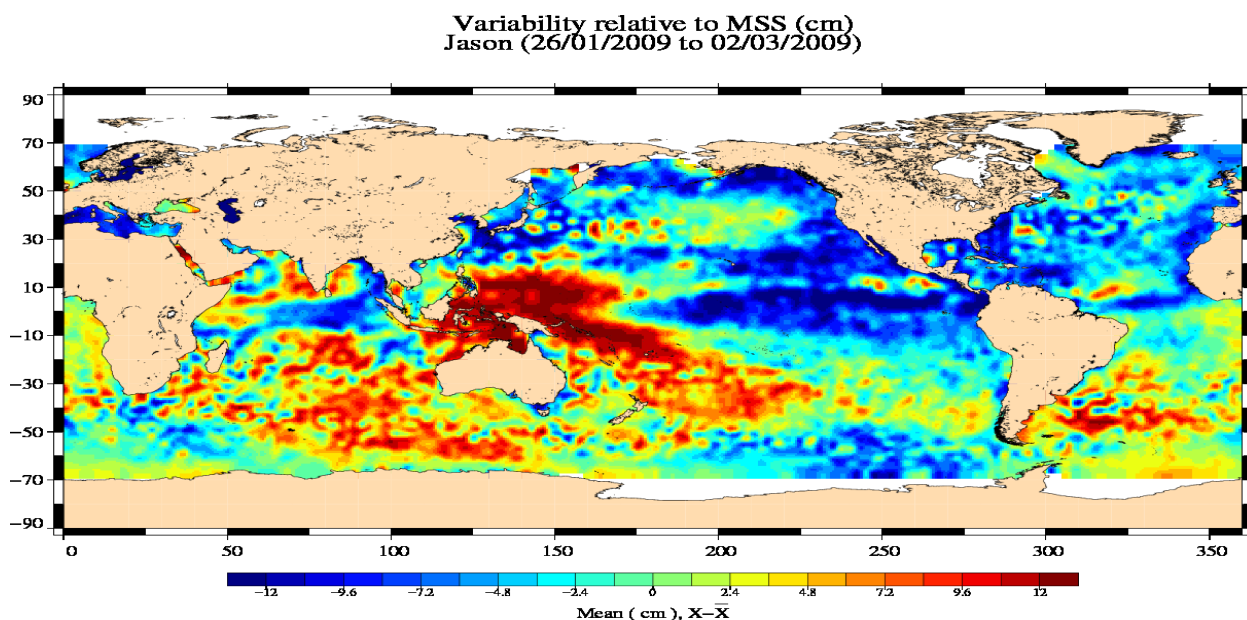 Variability relative to MSS (cm)
Jason (26/01/2009 to 02/03/2009)
90
70
50
30
10
−10
−30
−50
−70
−90
0 50 100 150 200 250 300 350
−12 −9.6 −7.2 −4.8 −2.4 0 2.4 4.8 7.2 9.6 12
Mean ( cm ), X−X̅